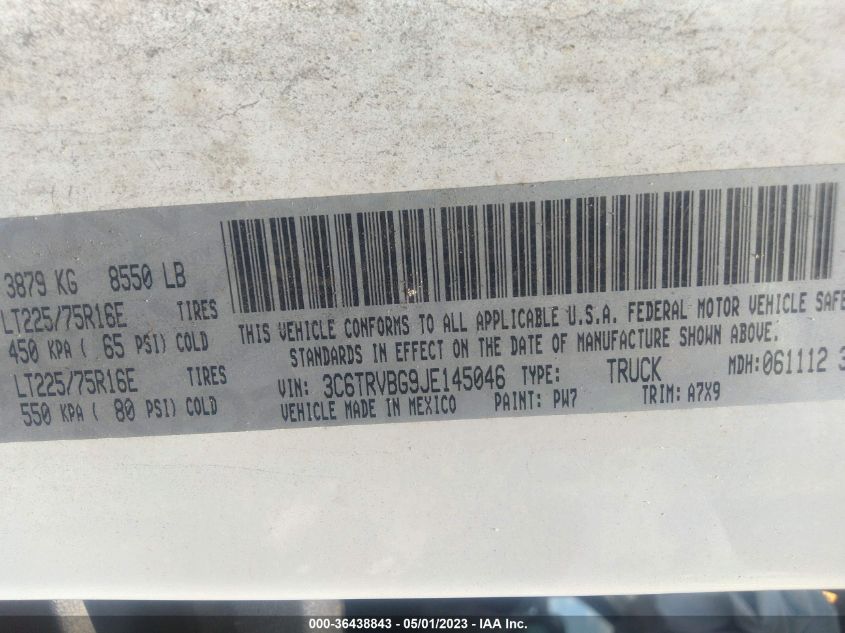 3879 KG 8550 LB
LT225/75R16E TIRES
450 KPA ( 65 PSI) COLD
LT225/75R16E TIRES
550 KPA ( 80 PSI) COLD
THIS VEHICLE CONFORMS TO ALL APPLICABLE U.S.A. FEDERAL MOTOR VEHICLE SAFE
STANDARDS IN EFFECT ON THE DATE OF MANUFACTURE SHOWN ABOVE.
VIN: 3C6TRVBG9JE145046 TYPE: TRUCK MDH:061112 3
VEHICLE MADE IN MEXICO PAINT: PW7 TRIM: A7X9
000-36438843 / 05/01/2023 - IAA Inc.